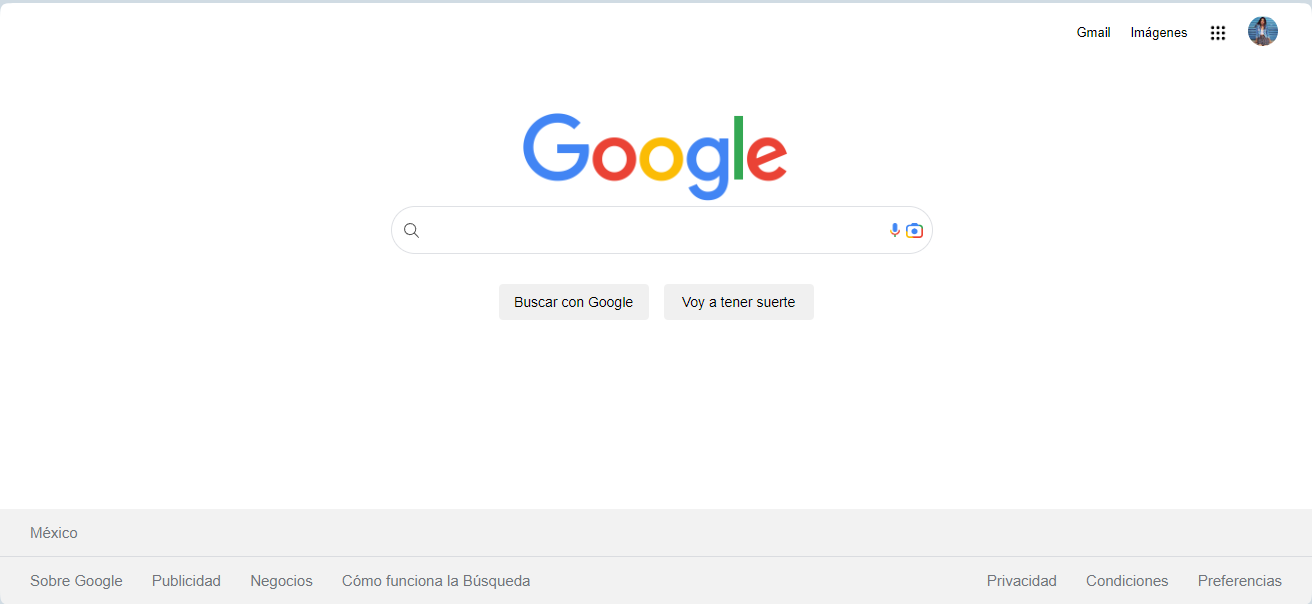 Gmail Imágenes
Google
Buscar con Google Voy a tener suerte
México
Sobre Google Publicidad Negocios Cómo funciona la Búsqueda Privacidad Condiciones Preferencias